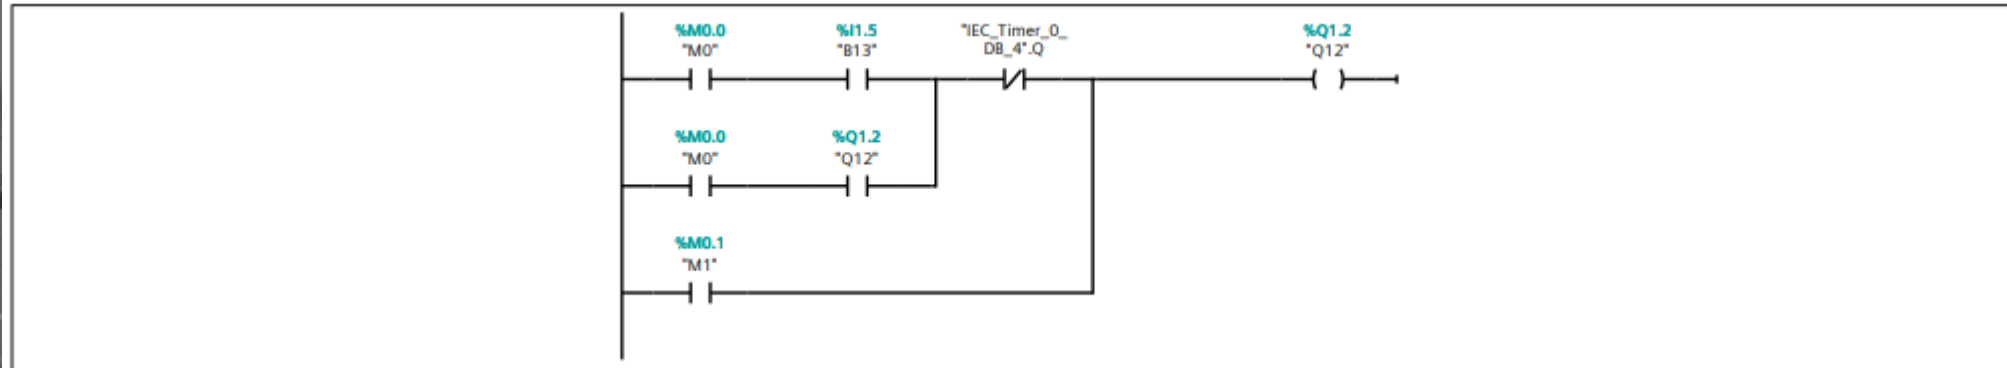 %M0.0
"M0"
%I1.5
"B13"
"IEC_Timer_0_
DB_4".Q
%Q1.2
"Q12"
%M0.0
"M0"
%Q1.2
"Q12"
%M0.1
"M1"